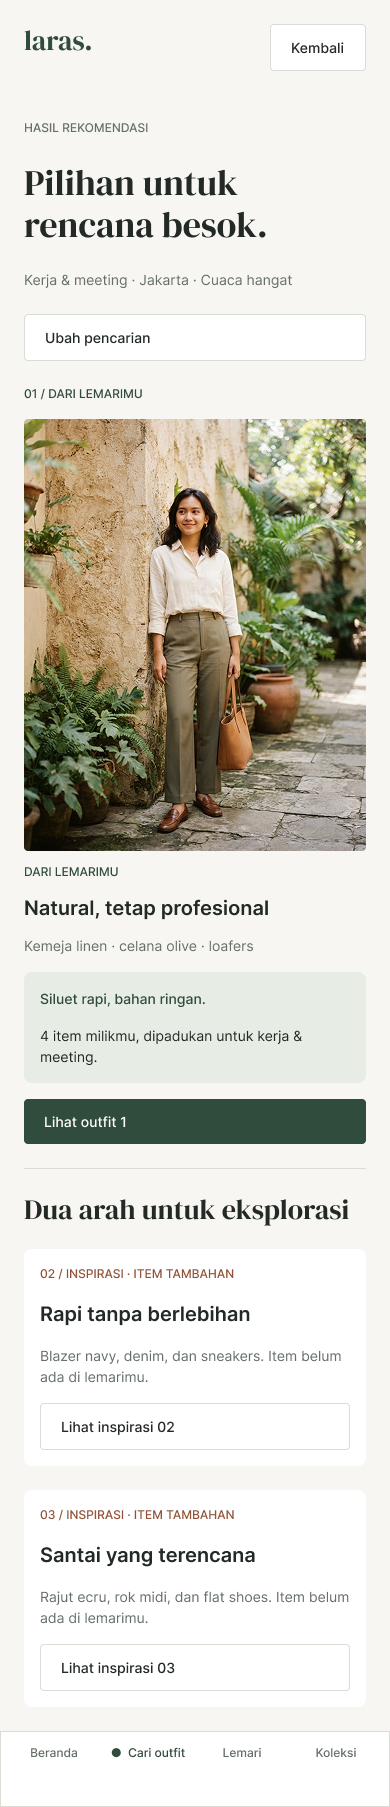 laras.
Kembali
HASIL REKOMENDASI
Pilihan untuk
rencana besok.
Kerja & meeting · Jakarta · Cuaca hangat
Ubah pencarian
01 / DARI LEMARIMU
DARI LEMARIMU
Natural, tetap profesional
Kemeja linen · celana olive · loafers
Siluet rapi, bahan ringan.
4 item milikmu, dipadukan untuk kerja &
meeting.
Lihat outfit 1
Dua arah untuk eksplorasi
02 / INSPIRASI · ITEM TAMBAHAN
Rapi tanpa berlebihan
Blazer navy, denim, dan sneakers. Item belum
ada di lemarimu.
Lihat inspirasi 02
03 / INSPIRASI · ITEM TAMBAHAN
Santai yang terencana
Rajut ecru, rok midi, dan flat shoes. Item belum
ada di lemarimu.
Lihat inspirasi 03
Beranda
Cari outfit
Lemari
Koleksi